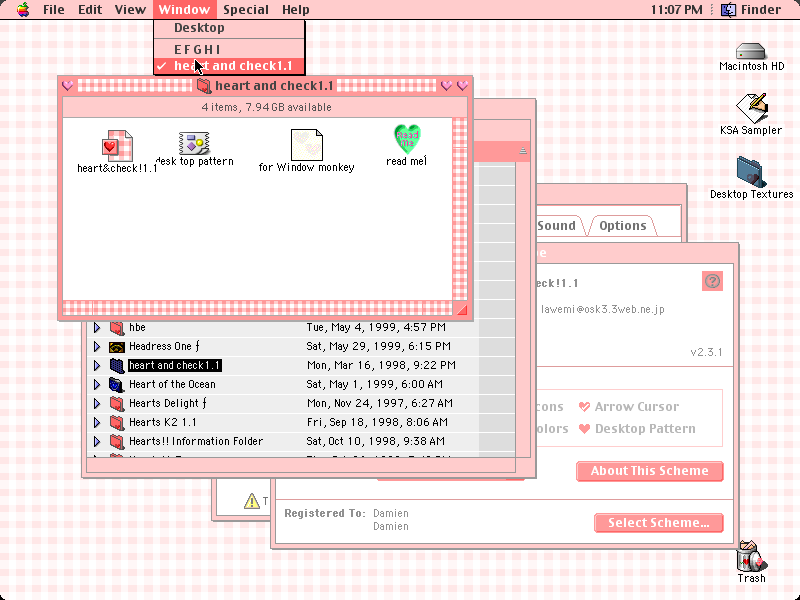 File Edit View Window Special Help 11:07 PM Finder
Desktop
E F G H I
heart and check1.1
heart and check1.1
4 items, 7.94 GB available
heart&check!1.1
desk top pattern
for Window monkey
read me!
Macintosh HD
KSA Sampler
Desktop Textures
Sound Options
eck!1.1
lawemi@osk3.3web.ne.jp
v2.3.1
cons Arrow Cursor
olors Desktop Pattern
About This Scheme
Registered To: Damien
Damien
Select Scheme...
hbe Tue, May 4, 1999, 4:57 PM
Headress One ƒ Sat, May 29, 1999, 6:15 PM
heart and check1.1 Mon, Mar 16, 1998, 9:22 PM
Heart of the Ocean Sat, May 1, 1999, 6:00 AM
Hearts Delight ƒ Mon, Nov 24, 1997, 6:27 AM
Hearts K2 1.1 Fri, Sep 18, 1998, 8:06 AM
Hearts!! Information Folder Sat, Oct 10, 1998, 9:38 AM
T
Trash